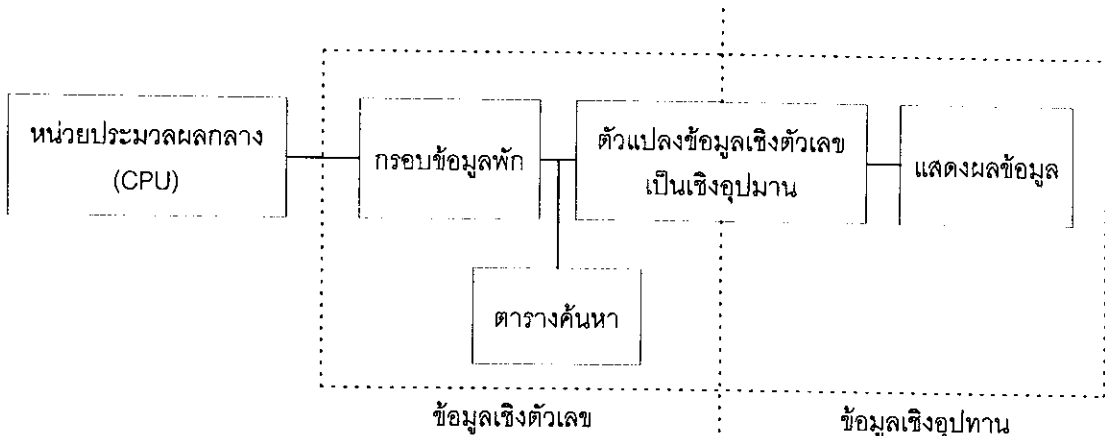 หน่วยประมวลผลกลาง
(CPU)
กรอบข้อมูลพัก
ตัวแปลงข้อมูลเชิงตัวเลข
เป็นเชิงอุปมาน
แสดงผลข้อมูล
ตารางค้นหา
ข้อมูลเชิงตัวเลข
ข้อมูลเชิงอุปทาน